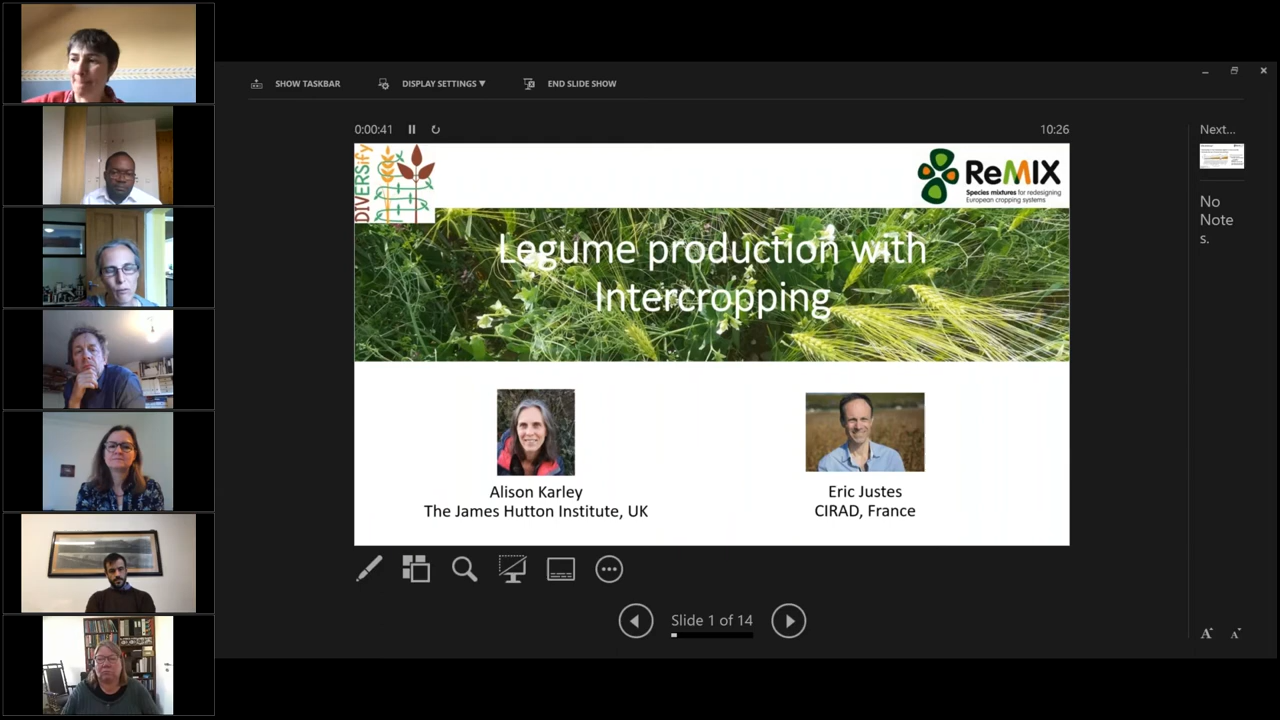 SHOW TASKBAR
DISPLAY SETTINGS ▼
END SLIDE SHOW
0:00:41
10:26
Next...
DIVERSify
ReMIX
Species mixtures for redesigning
European cropping systems
Legume production with
Intercropping
No
Note
s.
Alison Karley
The James Hutton Institute, UK
Eric Justes
CIRAD, France
Slide 1 of 14
A
A